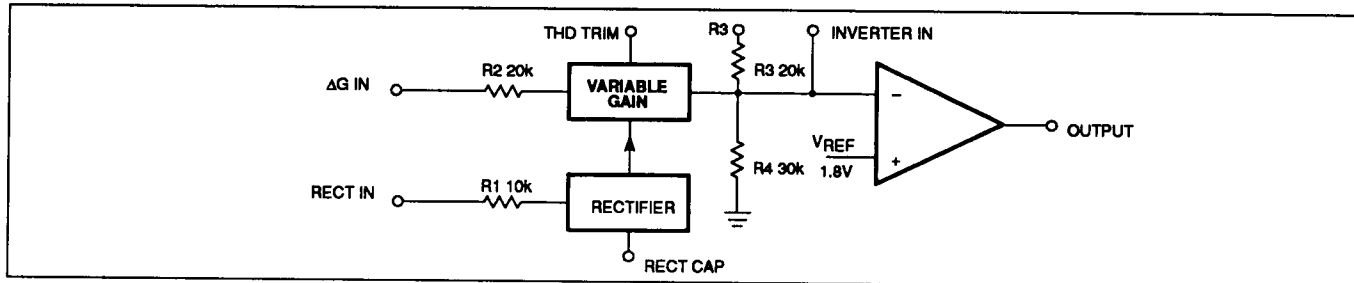 THD TRIM
R3
INVERTER IN
R2 20k
R3 20k
ΔG IN
VARIABLE
GAIN
−
OUTPUT
VREF
+
1.8V
R4 30k
R1 10k
RECT IN
RECTIFIER
RECT CAP